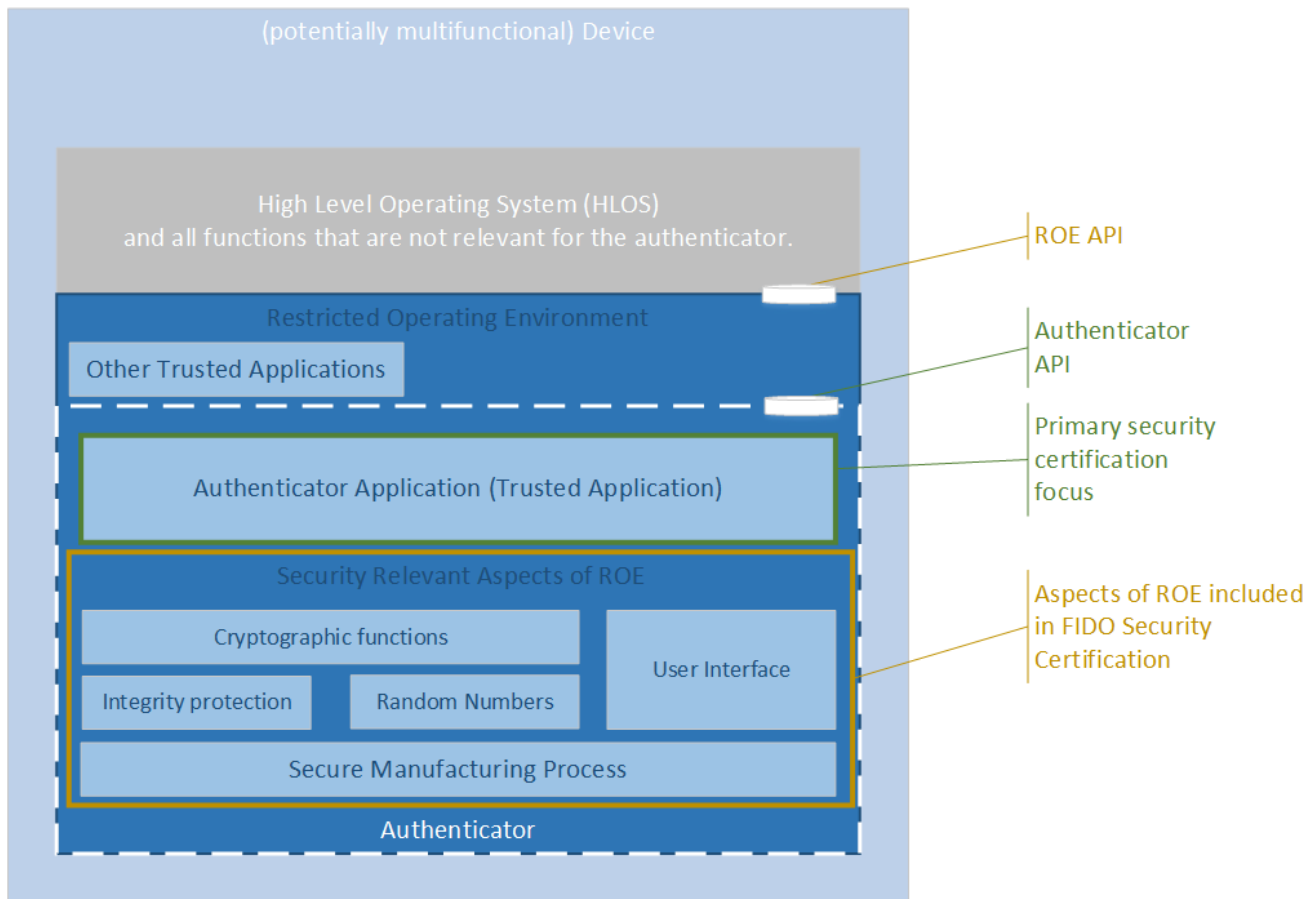 (potentially multifunctional) Device
High Level Operating System (HLOS)
and all functions that are not relevant for the authenticator.
ROE API
Restricted Operating Environment
Other Trusted Applications
Authenticator
API
Primary security
certification
focus
Authenticator Application (Trusted Application)
Security Relevant Aspects of ROE
Cryptographic functions
User Interface
Integrity protection
Random Numbers
Secure Manufacturing Process
Aspects of ROE included
in FIDO Security
Certification
Authenticator